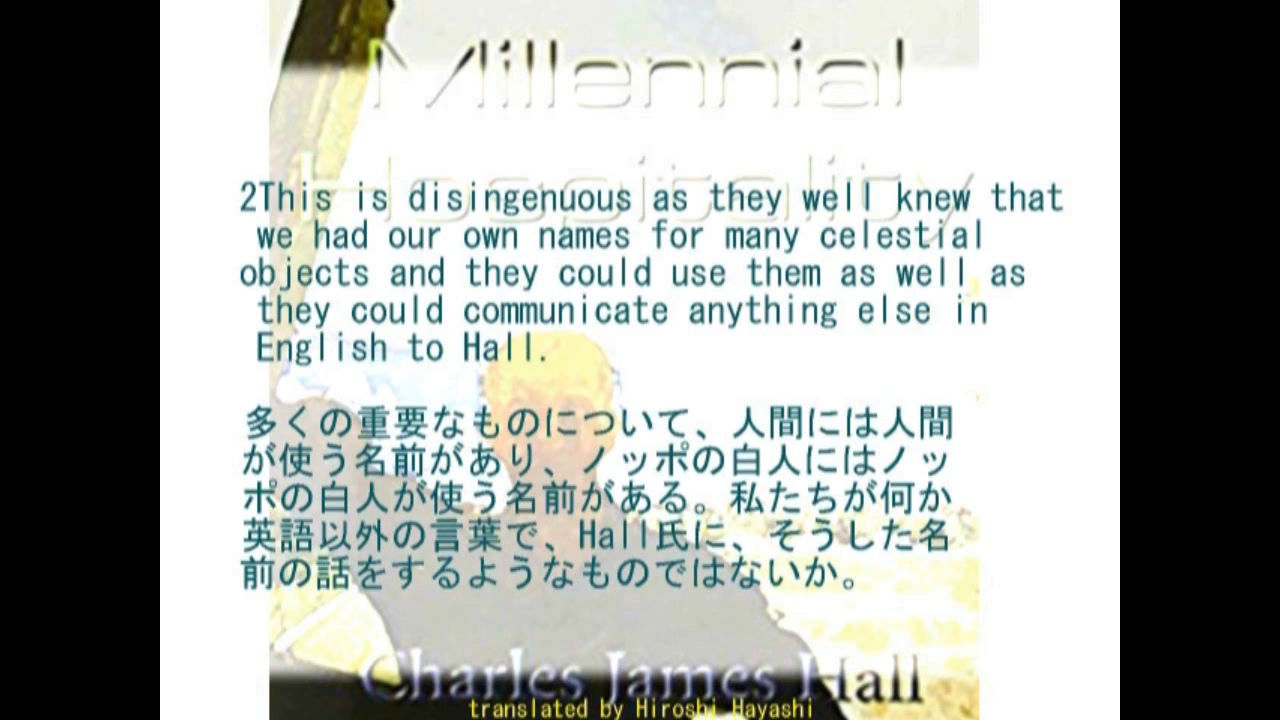 Millennial
Hospitality
2This is disingenuous as they well knew that
we had our own names for many celestial
objects and they could use them as well as
they could communicate anything else in
English to Hall.
多くの重要なものについて、人間には人間
が使う名前があり、ノッポの白人にはノッ
ポの白人が使う名前がある。私たちが何か
英語以外の言葉で、Hall氏に、そうした名
前の話をするようなものではないか。
Charles James Hall
translated by Hiroshi Hayashi